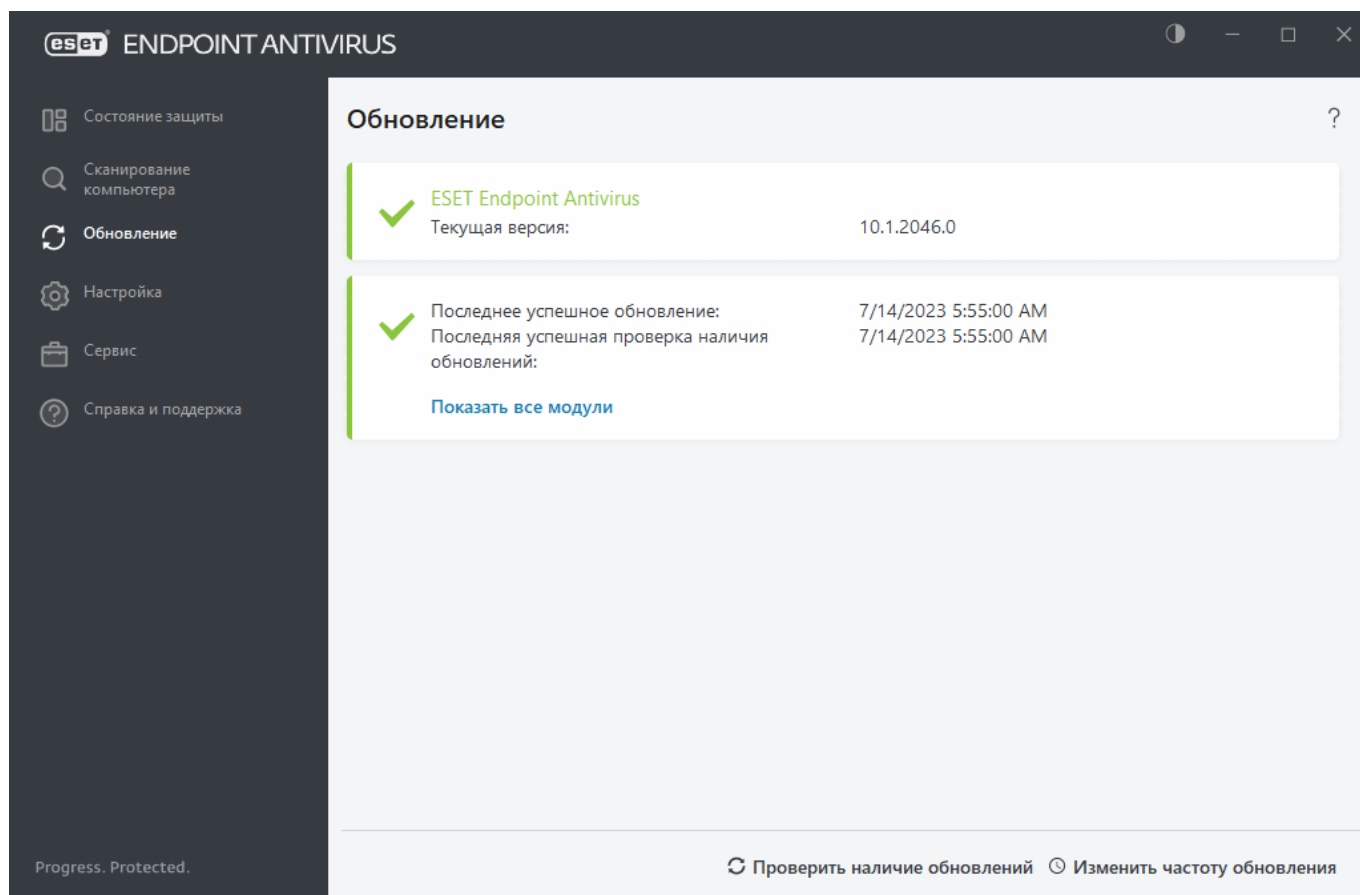 eset ENDPOINT ANTIVIRUS
Состояние защиты
Сканирование
компьютера
Обновление
Настройка
Сервис
Справка и поддержка
Progress. Protected.
Обновление
?
ESET Endpoint Antivirus
Текущая версия: 10.1.2046.0
Последнее успешное обновление: 7/14/2023 5:55:00 AM
Последняя успешная проверка наличия 7/14/2023 5:55:00 AM
обновлений:
Показать все модули
Проверить наличие обновлений Изменить частоту обновления